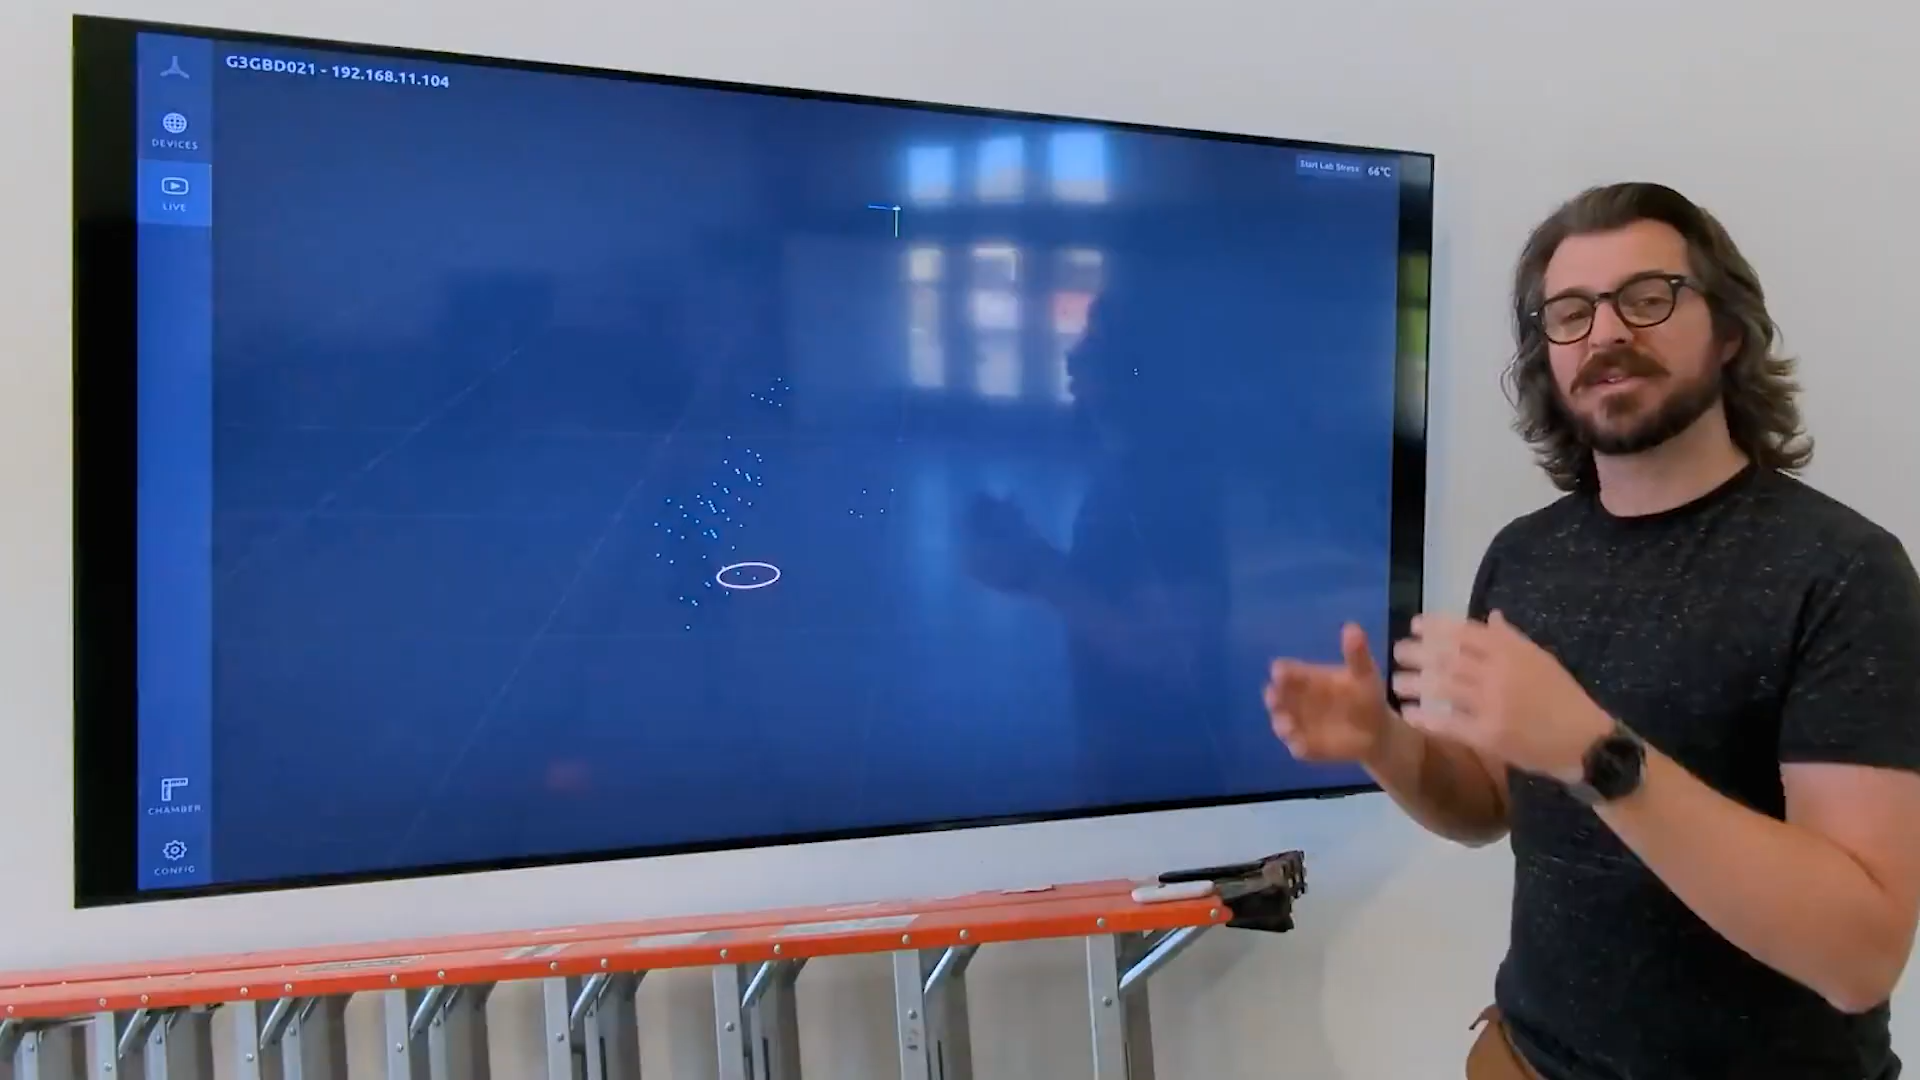 G3GBD021 - 192.168.11.104
DEVICES
Start Lab Stress 66°C
LIVE
CHAMBER
CONFIG